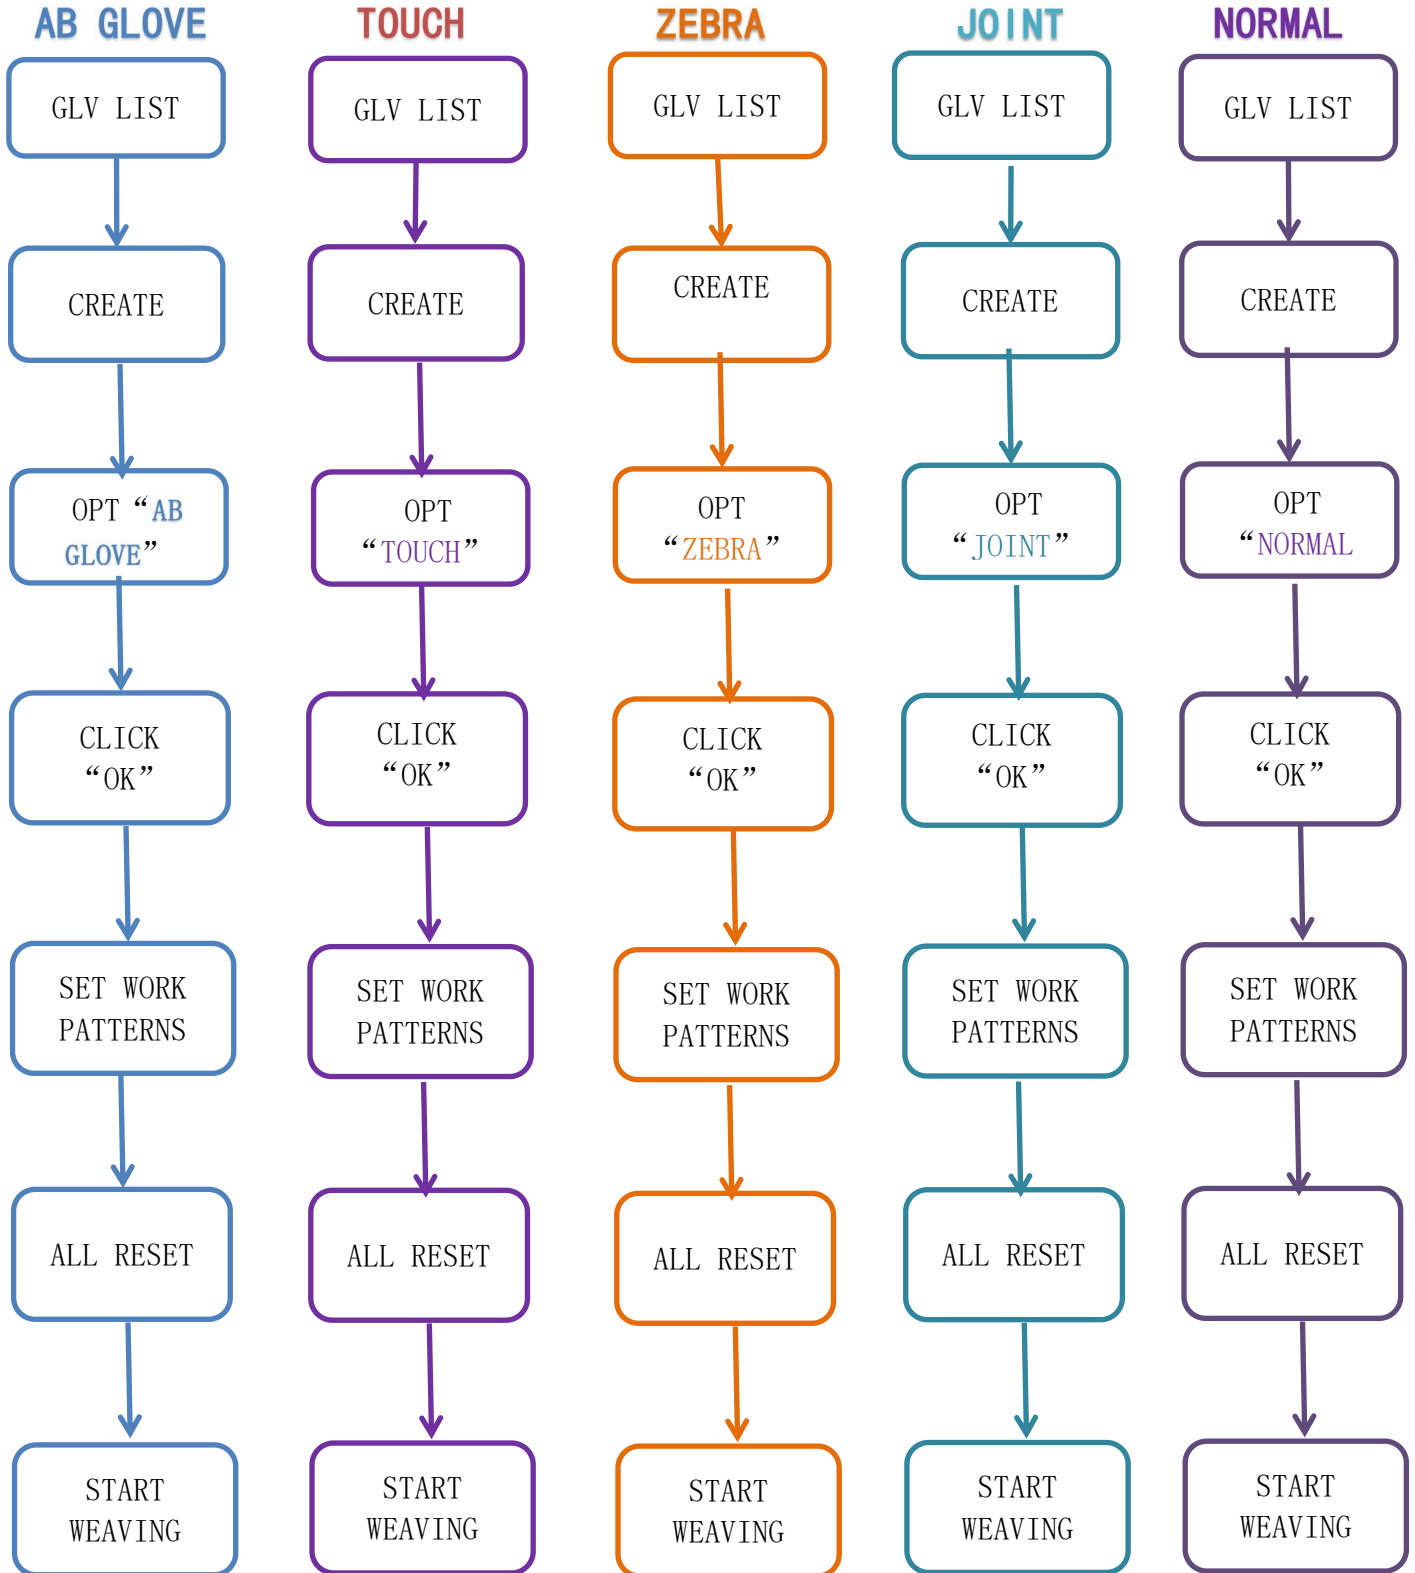 AB GLOVE
GLV LIST
CREATE
OPT “AB
GLOVE”
CLICK
“OK”
SET WORK
PATTERNS
ALL RESET
START
WEAVING
TOUCH
GLV LIST
CREATE
OPT
“TOUCH”
CLICK
“OK”
SET WORK
PATTERNS
ALL RESET
START
WEAVING
ZEBRA
GLV LIST
CREATE
OPT
“ZEBRA”
CLICK
“OK”
SET WORK
PATTERNS
ALL RESET
START
WEAVING
JOINT
GLV LIST
CREATE
OPT
“JOINT”
CLICK
“OK”
SET WORK
PATTERNS
ALL RESET
START
WEAVING
NORMAL
GLV LIST
CREATE
OPT
“NORMAL
CLICK
“OK”
SET WORK
PATTERNS
ALL RESET
START
WEAVING